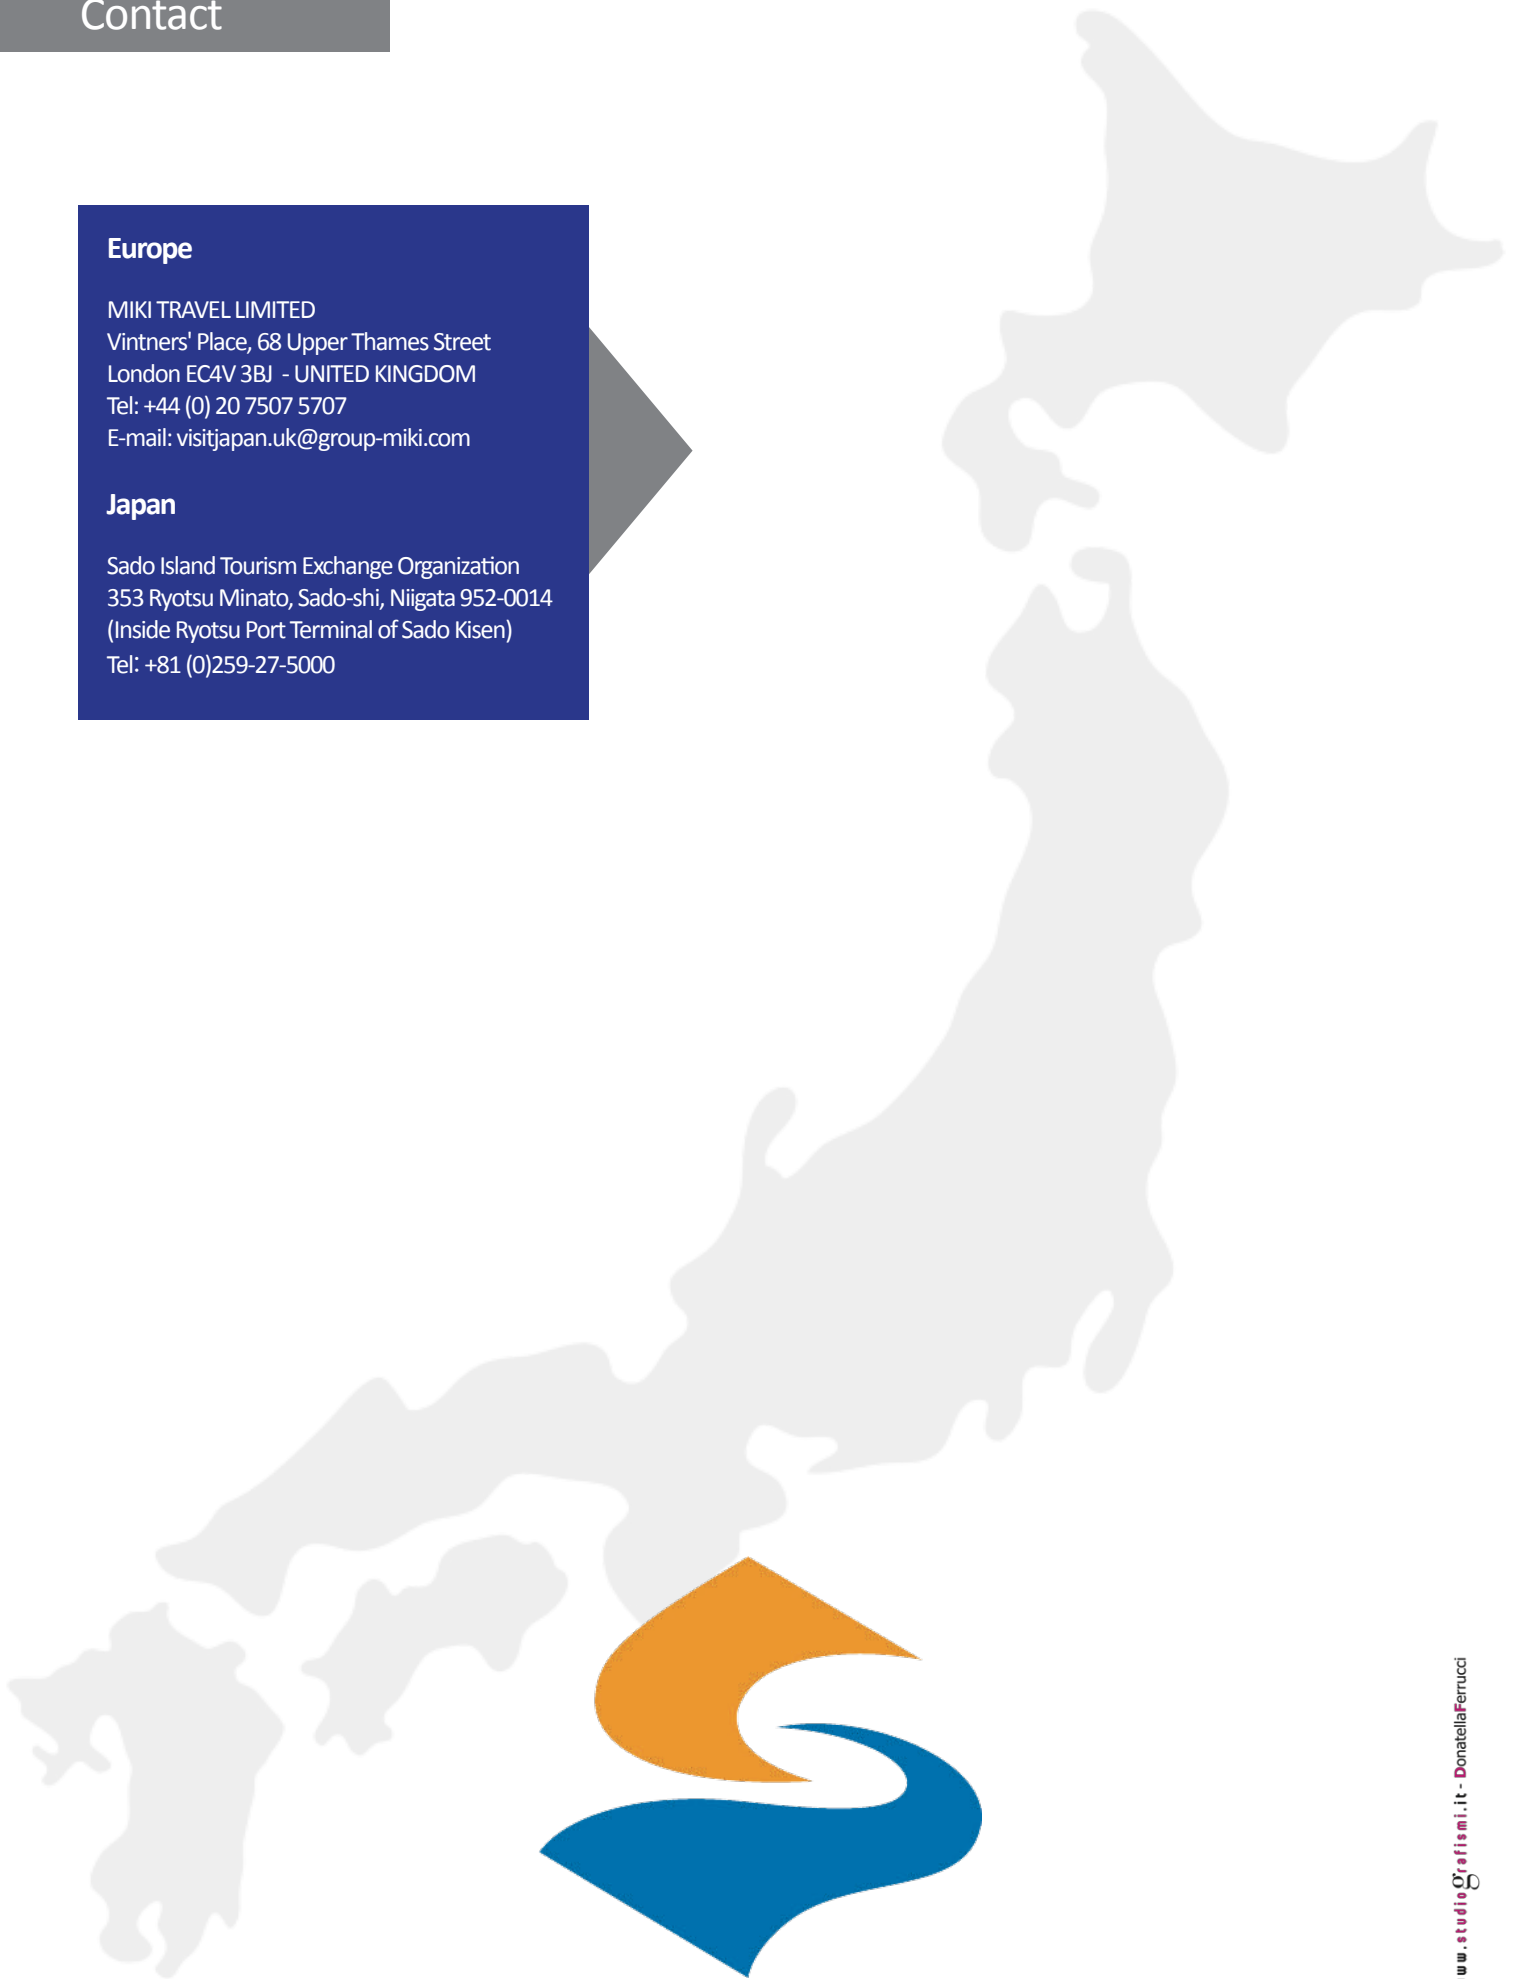 Contact
Europe
MIKI TRAVEL LIMITED
Vintners' Place, 68 Upper Thames Street
London EC4V 3BJ - UNITED KINGDOM
Tel: +44 (0) 20 7507 5707
E-mail: visitjapan.uk@group-miki.com
Japan
Sado Island Tourism Exchange Organization
353 Ryotsu Minato, Sado-shi, Niigata 952-0014
(Inside Ryotsu Port Terminal of Sado Kisen)
Tel: +81 (0)259-27-5000
ww.studiografismi.it - DonatellaFerrucci